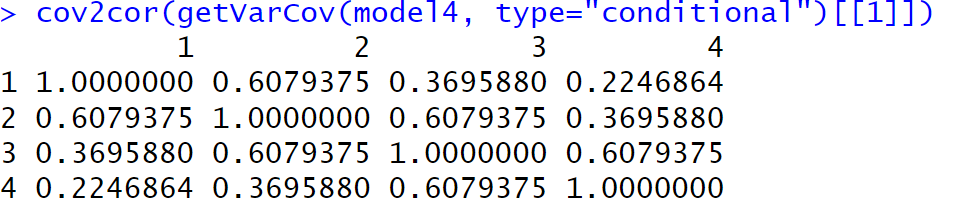 > cov2cor(getVarCov(model4, type="conditional")[[1]])
1 2 3 4
1 1.0000000 0.6079375 0.3695880 0.2246864
2 0.6079375 1.0000000 0.6079375 0.3695880
3 0.3695880 0.6079375 1.0000000 0.6079375
4 0.2246864 0.3695880 0.6079375 1.0000000